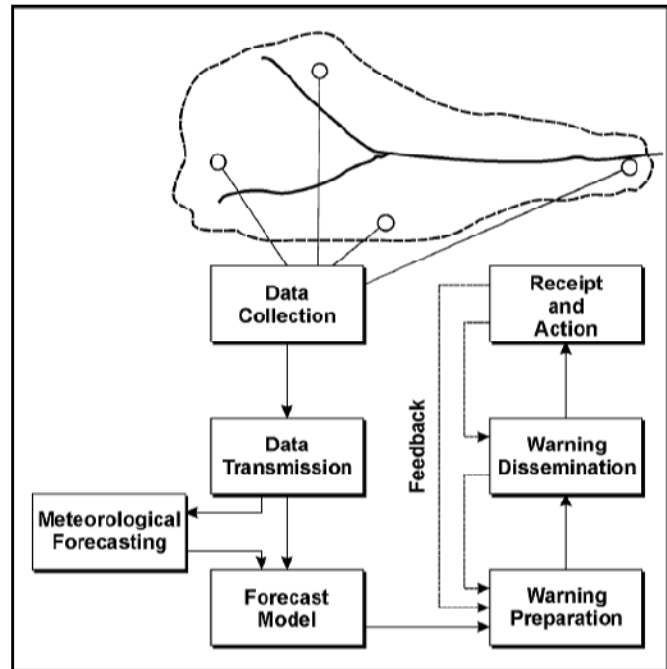 Data
Collection
Receipt
and
Action
Feedback
Data
Transmission
Warning
Dissemination
Meteorological
Forecasting
Forecast
Model
Warning
Preparation